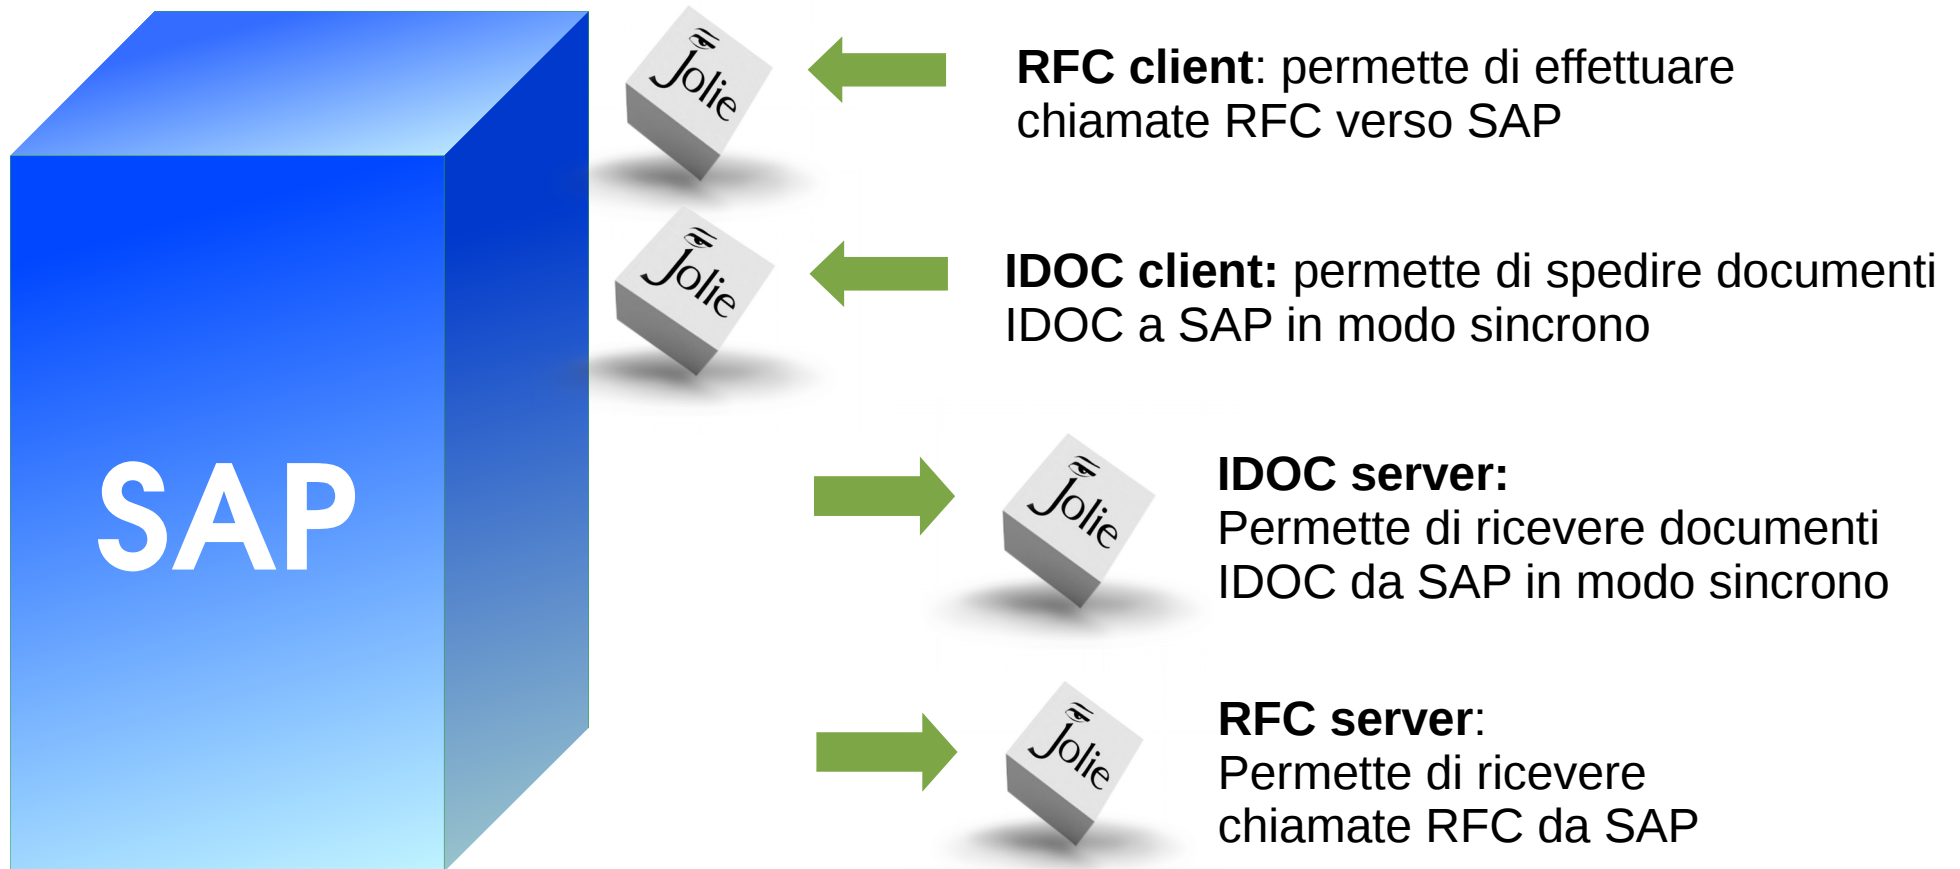 SAP
Jolie
RFC client: permette di effettuare
chiamate RFC verso SAP
Jolie
IDOC client: permette di spedire documenti
IDOC a SAP in modo sincrono
Jolie
IDOC server:
Permette di ricevere documenti
IDOC da SAP in modo sincrono
Jolie
RFC server:
Permette di ricevere
chiamate RFC da SAP